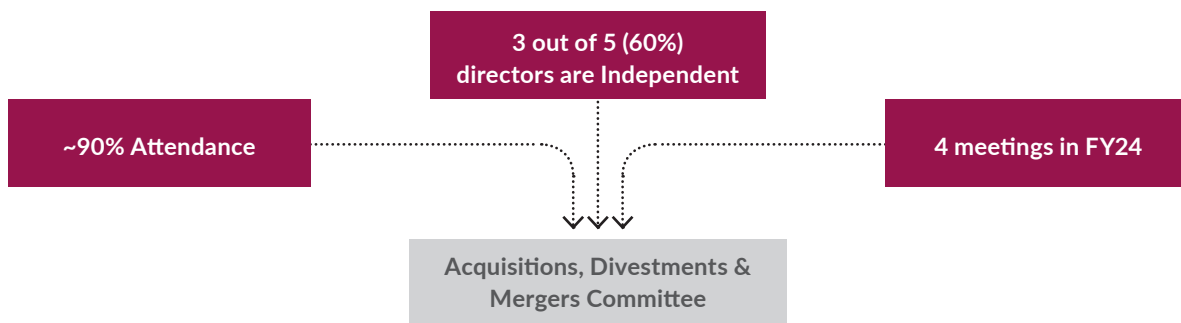 3 out of 5 (60%)
directors are Independent
~90% Attendance
4 meetings in FY24
Acquisitions, Divestments &
Mergers Committee